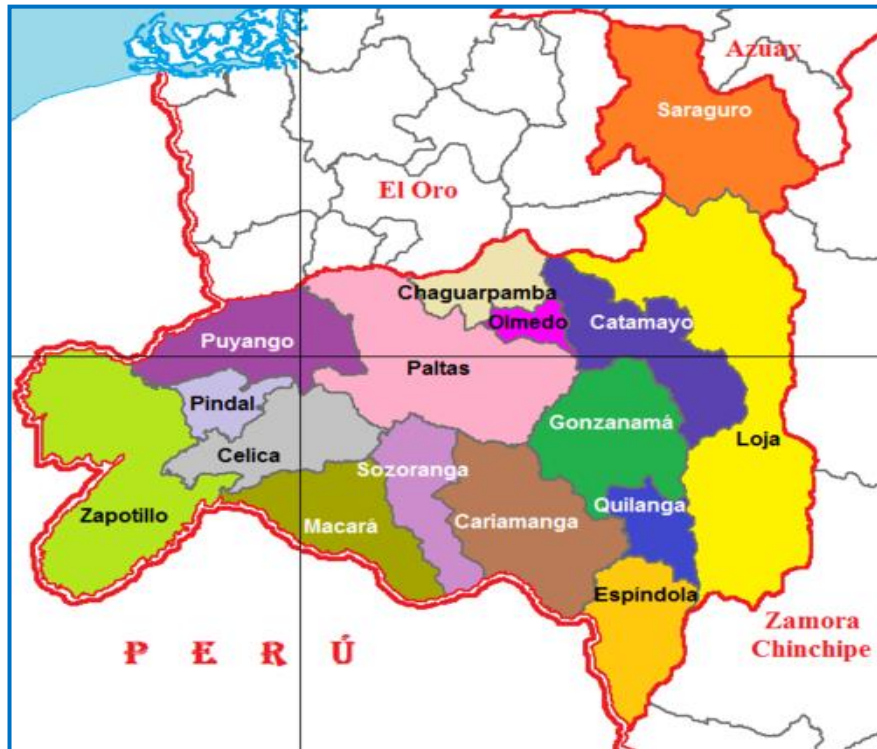 Azuay
Saraguro
El Oro
Chaguarpamba
Olmedo
Catamayo
Puyango
Paltas
Pindal
Gonzanamá
Loja
Celica
Sozoranga
Quilanga
Zapotillo
Macará
Cariamanga
Espíndola
Zamora
Chinchipe
P E R Ú